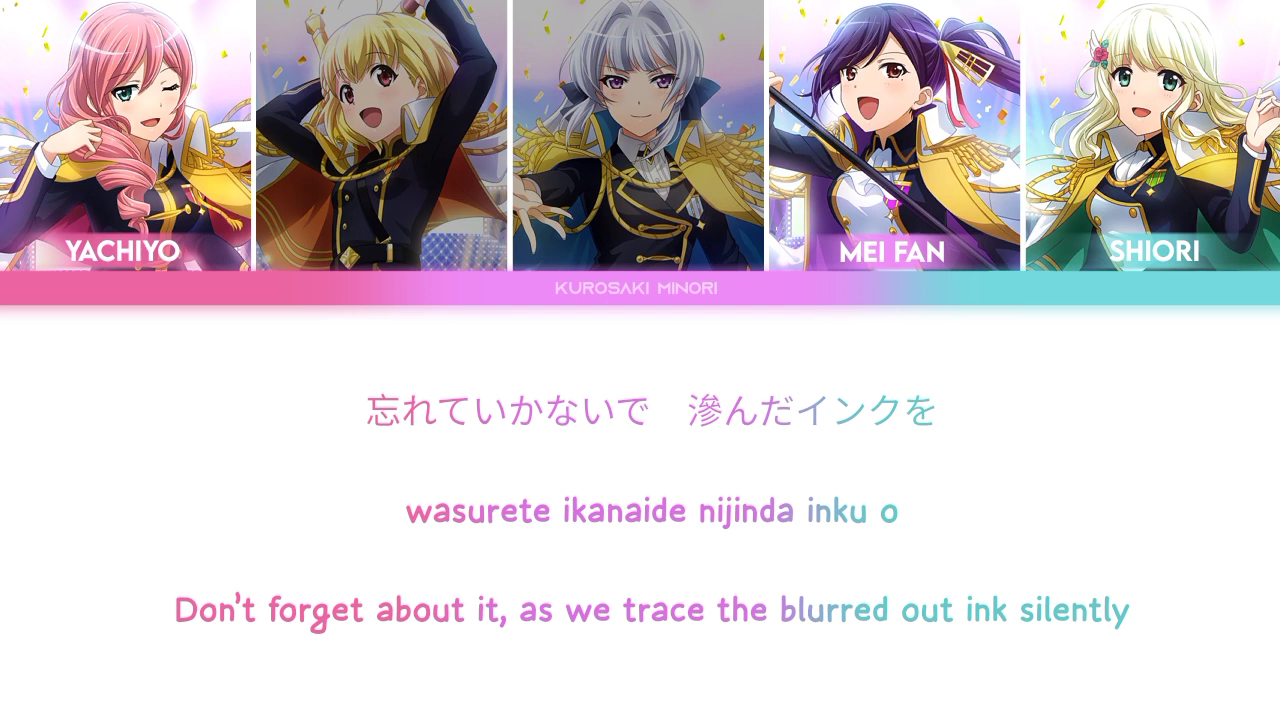 YACHIYO
MEI FAN
SHIORI
KUROSAKI MINORI
忘れていかないで　滲んだインクを
wasurete ikanaide nijinda inku o
Don't forget about it, as we trace the blurred out ink silently